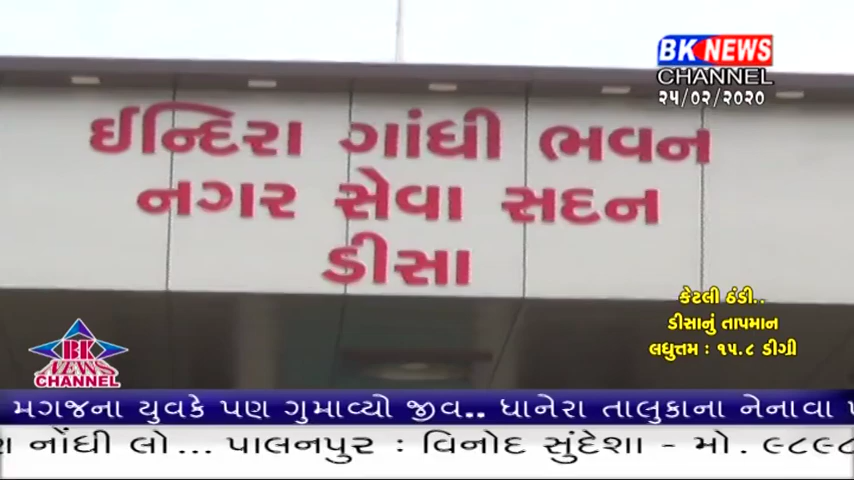 BK NEWS
CHANNEL
૨૫/૦૨/૨૦૨૦
ઈન્દિરા ગાંધી ભવન
નગર સેવા સદન
ડીસા
કેટલી ઠંડી..
ડીસાનું તાપમાન
લઘુત્તમ : ૧૫.૮ ડીગ્રી
BK
NEWS
CHANNEL
મગજના યુવકે પણ ગુમાવ્યો જીવ.. ધાનેરા તાલુકાના નેનાવા
નોંધી લો... પાલનપુર : વિનોદ સુંદેશા - મો. ૯૮૯૮